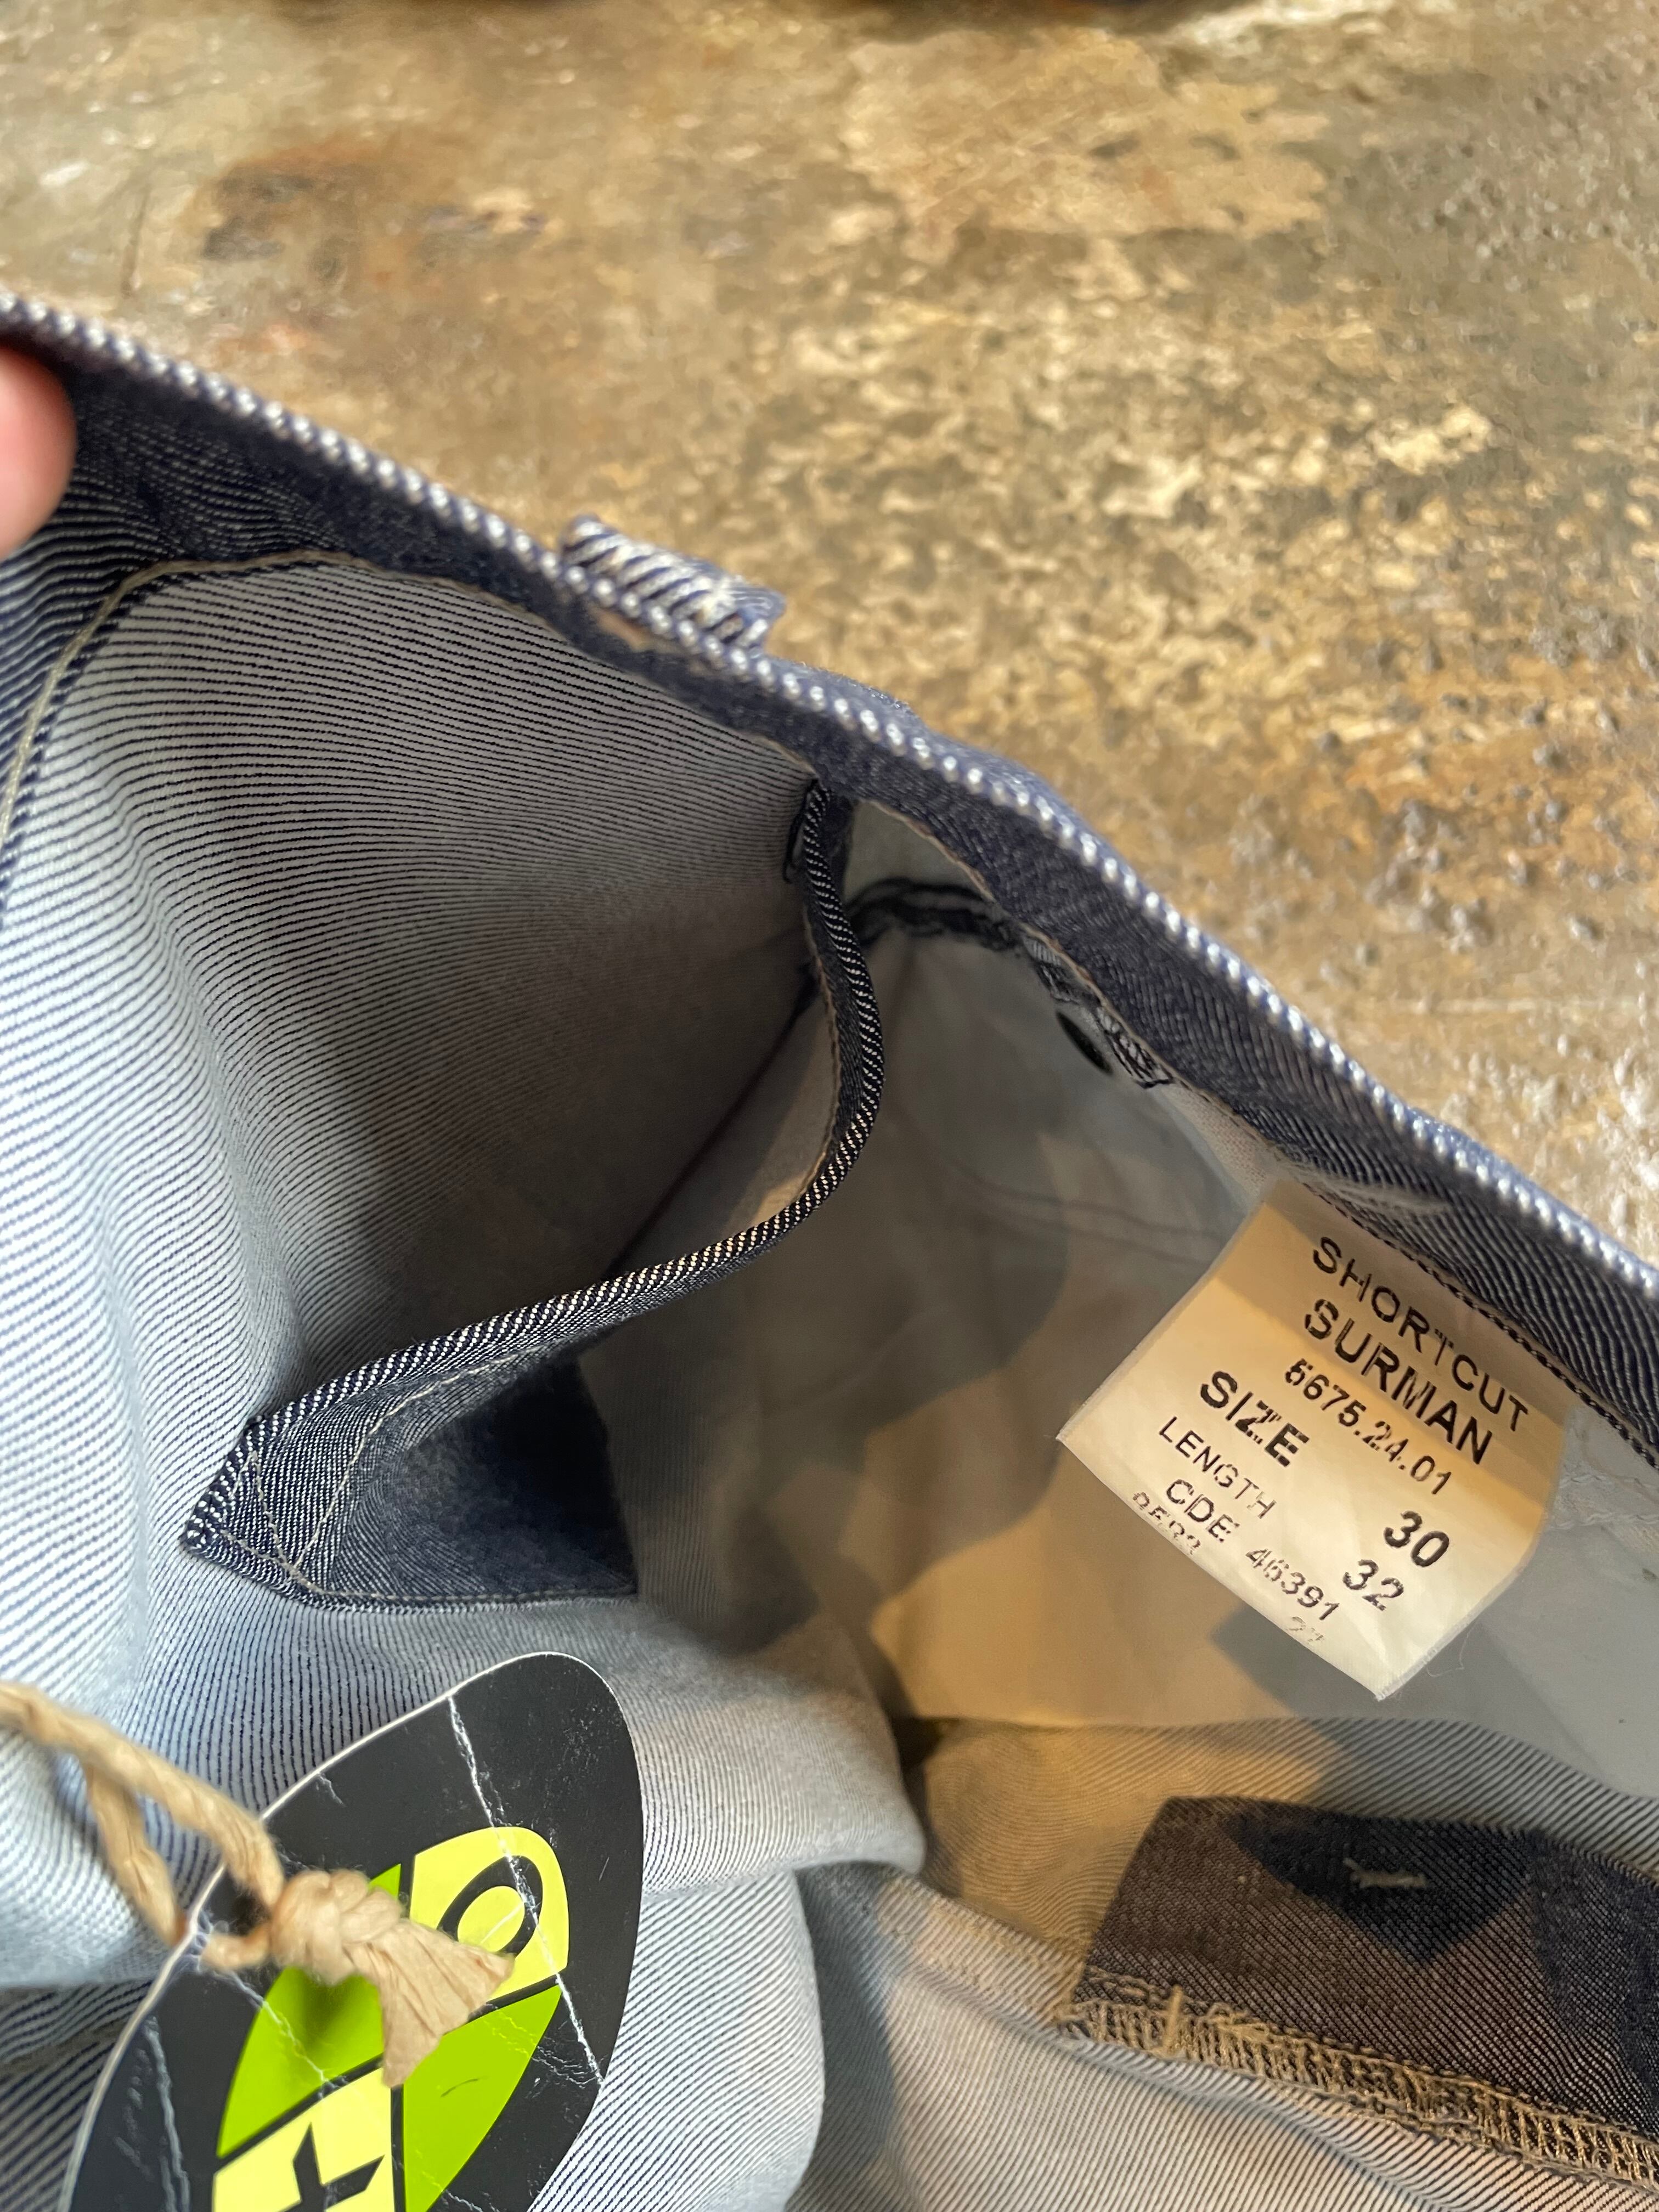 SHORTCUT
SURMAN
5675.24.01
SIZE 30
LENGTH 32
CDE 46391